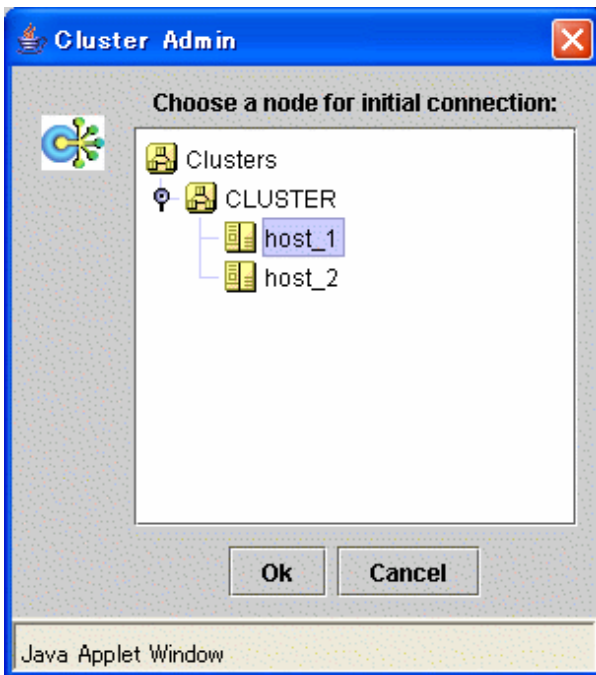 Cluster Admin
Choose a node for initial connection:
Clusters
CLUSTER
host_1
host_2
Ok Cancel
Java Applet Window